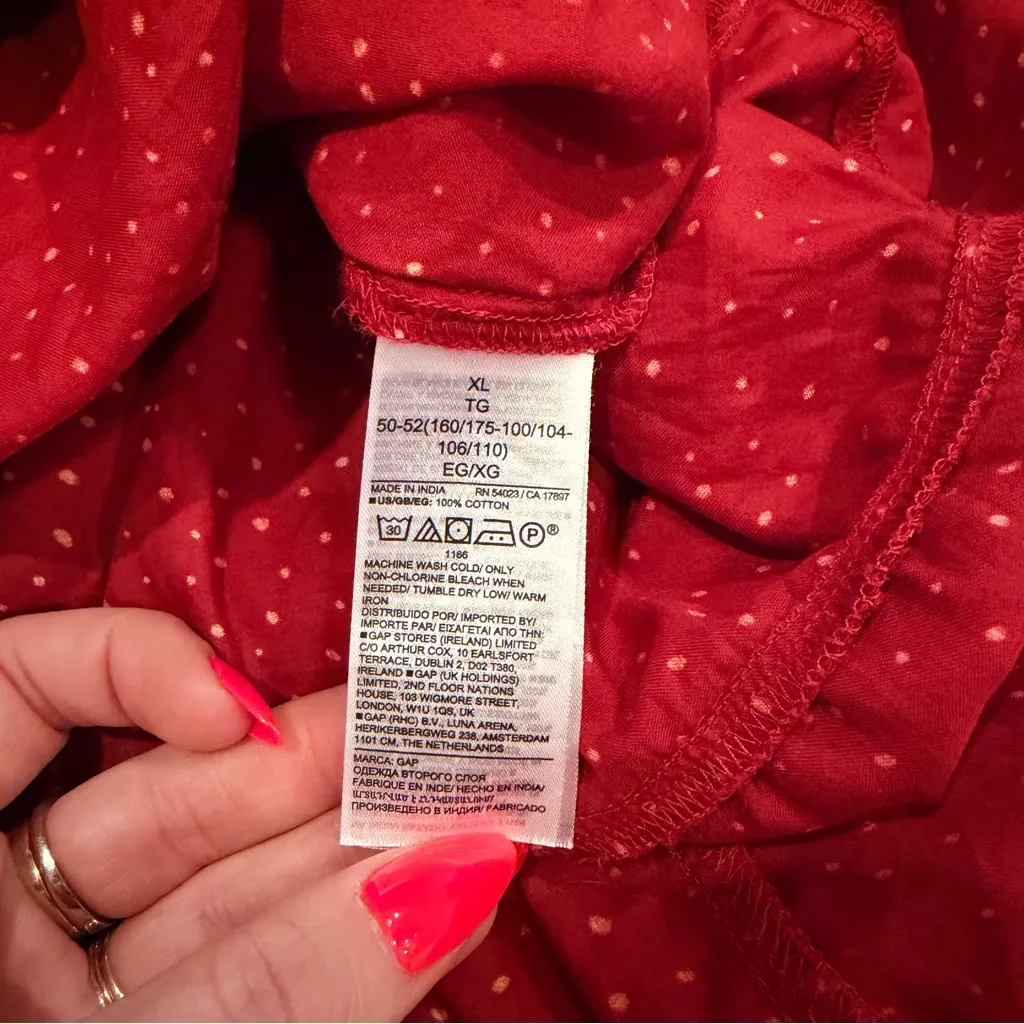 XL
TG
50-52(160/175-100/104-
106/110)
EG/XG
MADE IN INDIA RN 54023 / CA 17897
■US/GB/EG: 100% COTTON
30 P ®
1186
MACHINE WASH COLD/ ONLY
NON-CHLORINE BLEACH WHEN
NEEDED/ TUMBLE DRY LOW/ WARM
IRON
DISTRIBUIDO POR/ IMPORTED BY/
IMPORTE PAR/ ΕΙΣΑΓΕΤΑΙ ΑΠΟ ΤΗΝ:
■GAP STORES (IRELAND) LIMITED
C/O ARTHUR COX, 10 EARLSFORT
TERRACE, DUBLIN 2, D02 T380,
IRELAND ■GAP (UK HOLDINGS)
LIMITED, 2ND FLOOR NATIONS
HOUSE, 103 WIGMORE STREET,
LONDON, W1U 1QS, UK
■GAP (RHC) B.V., LUNA ARENA,
HERIKERBERGWEG 238, AMSTERDAM
1101 CM, THE NETHERLANDS
MARCA: GAP
ОДЕЖДА ВТОРОГО СЛОЯ
FABRIQUE EN INDE/ HECHO EN INDIA/
ԱՐՏԱԴՐՎԱԾ Է ՀՆԴԿԱՍՏԱՆՈՒՄ/
ПРОИЗВЕДЕНО В ИНДИИ/ FABRICADO